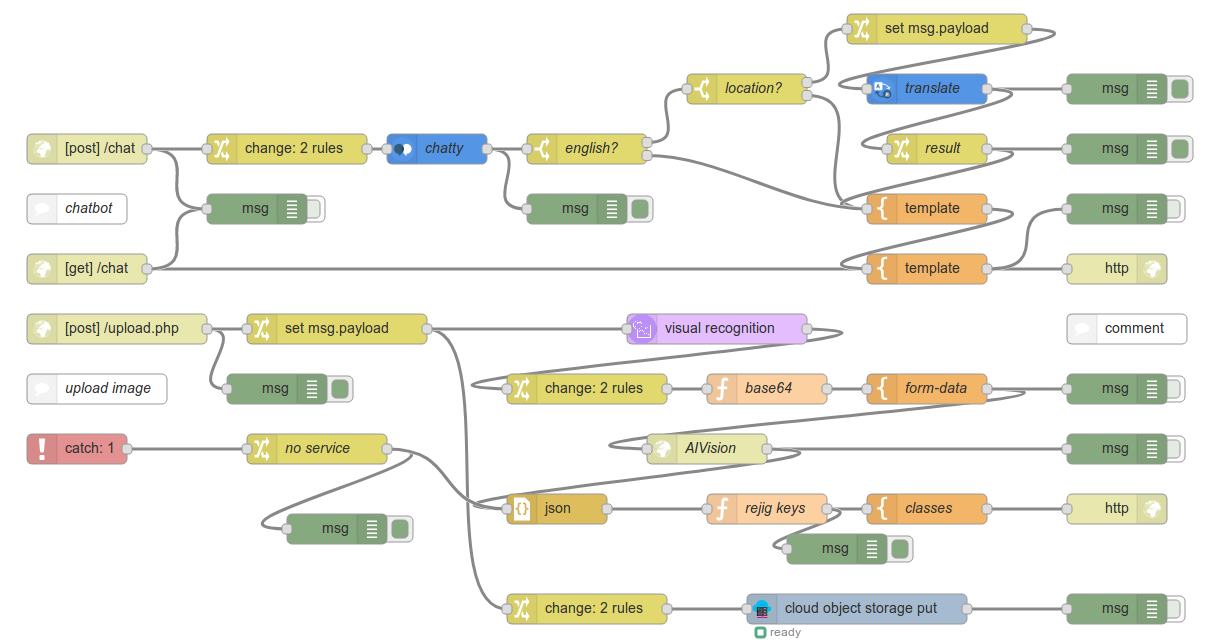 set msg.payload
location?
translate
msg
[post] /chat
change: 2 rules
chatty
english?
result
msg
chatbot
msg
msg
template
msg
[get] /chat
template
http
[post] /upload.php
set msg.payload
visual recognition
comment
upload image
msg
change: 2 rules
base64
form-data
msg
catch: 1
no service
AIVision
msg
json
rejig keys
classes
http
msg
msg
change: 2 rules
cloud object storage put
msg
ready